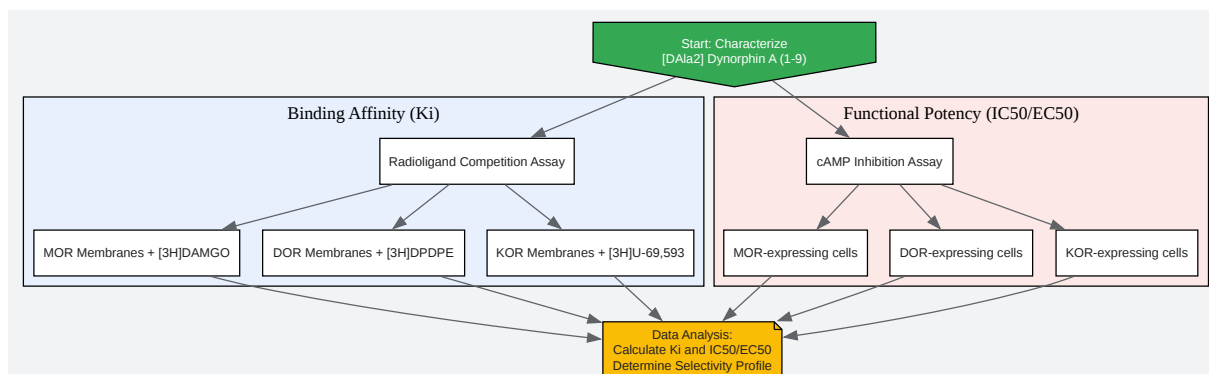 Start: Characterize
[DAla2] Dynorphin A (1-9)
Binding Affinity (Ki)
Functional Potency (IC50/EC50)
Radioligand Competition Assay
cAMP Inhibition Assay
MOR Membranes + [3H]DAMGO
DOR Membranes + [3H]DPDPE
KOR Membranes + [3H]U-69,593
MOR-expressing cells
DOR-expressing cells
KOR-expressing cells
Data Analysis:
Calculate Ki and IC50/EC50
Determine Selectivity Profile